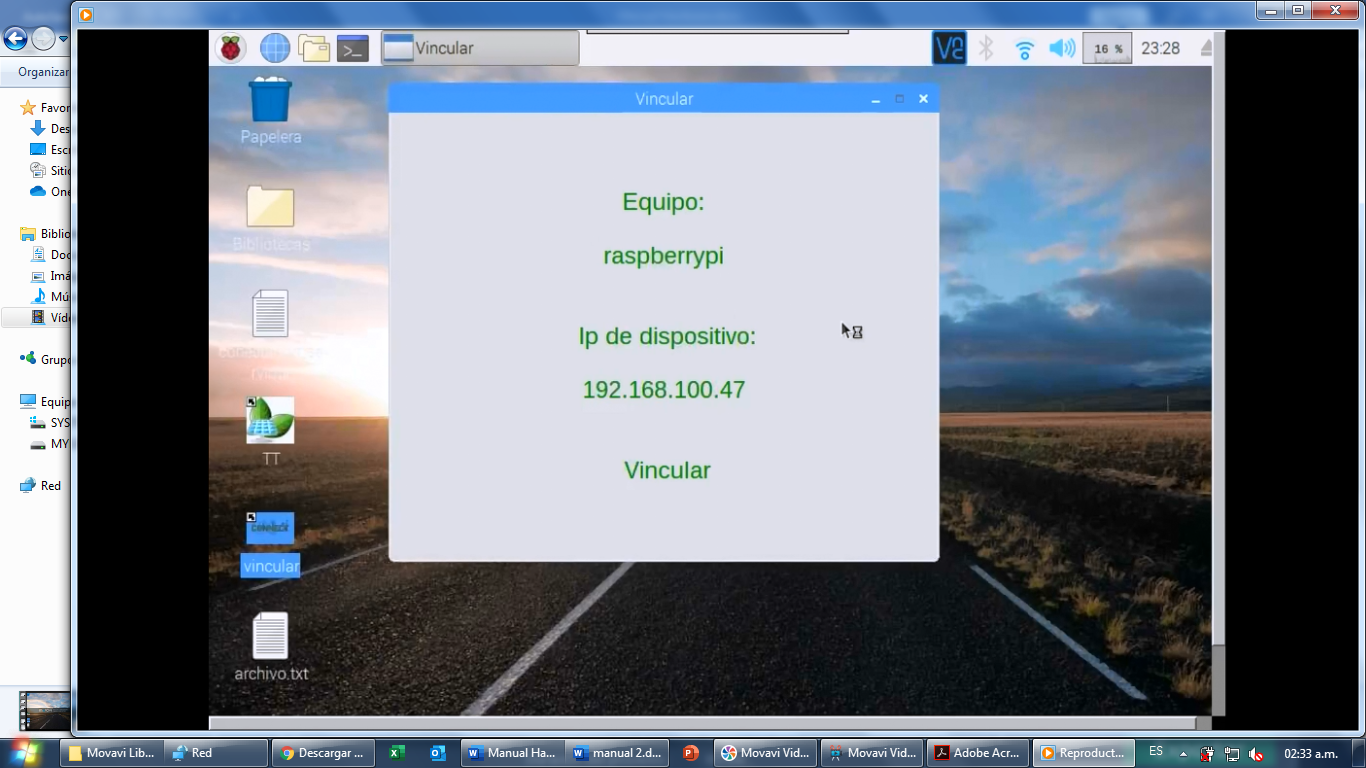 Vincular
16 %
23:28
Organizar
Favor
Des
Escr
Sitio
One
Biblio
Doc
Imá
Mú
Víd
Grupo
Equip
SYS
MY
Red
Papelera
Bibliotecas
TT
vincular
archivo.txt
Vincular
Equipo:
raspberrypi
Ip de dispositivo:
192.168.100.47
Vincular
Movavi Lib...
Red
Descargar ...
Manual Ha...
manual 2.d...
Movavi Vid...
Movavi Vid...
Adobe Acr...
Reproduct...
ES
02:33 a.m.